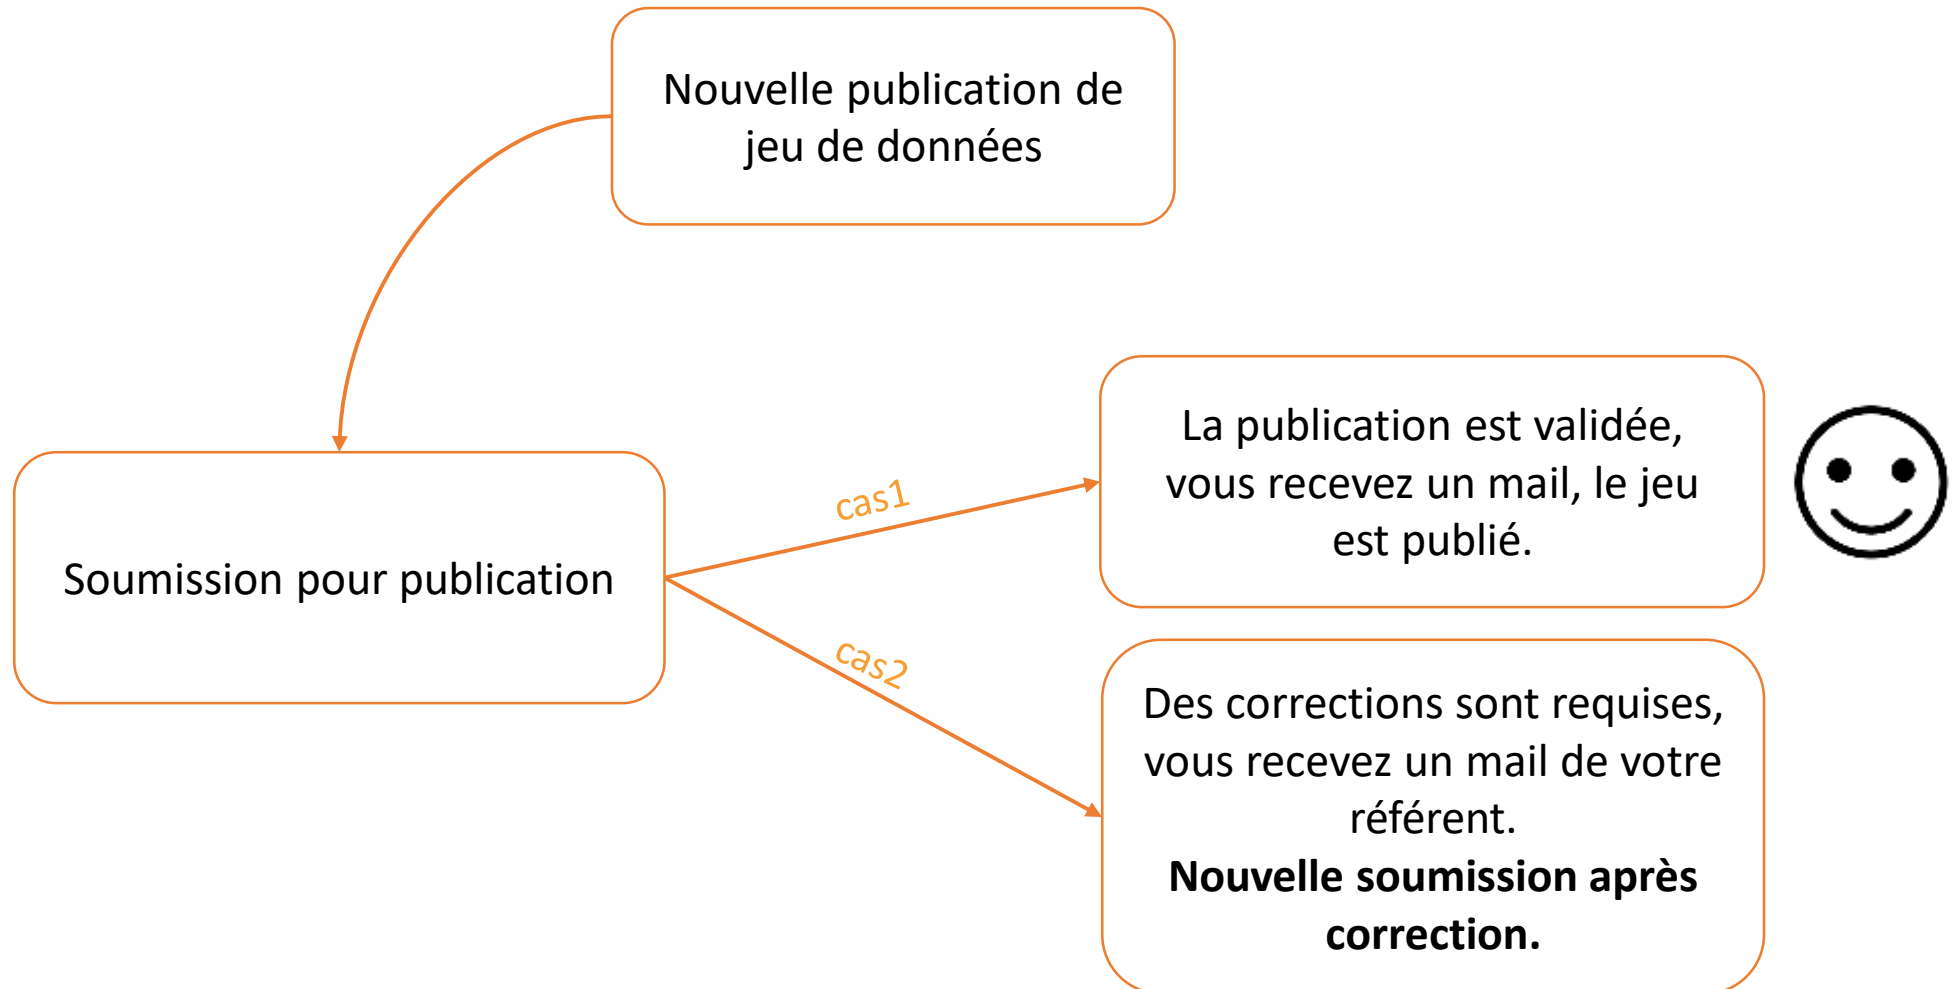 Nouvelle publication de
jeu de données
Soumission pour publication
cas1
La publication est validée,
vous recevez un mail, le jeu
est publié.
cas2
Des corrections sont requises,
vous recevez un mail de votre
référent.
Nouvelle soumission après
correction.